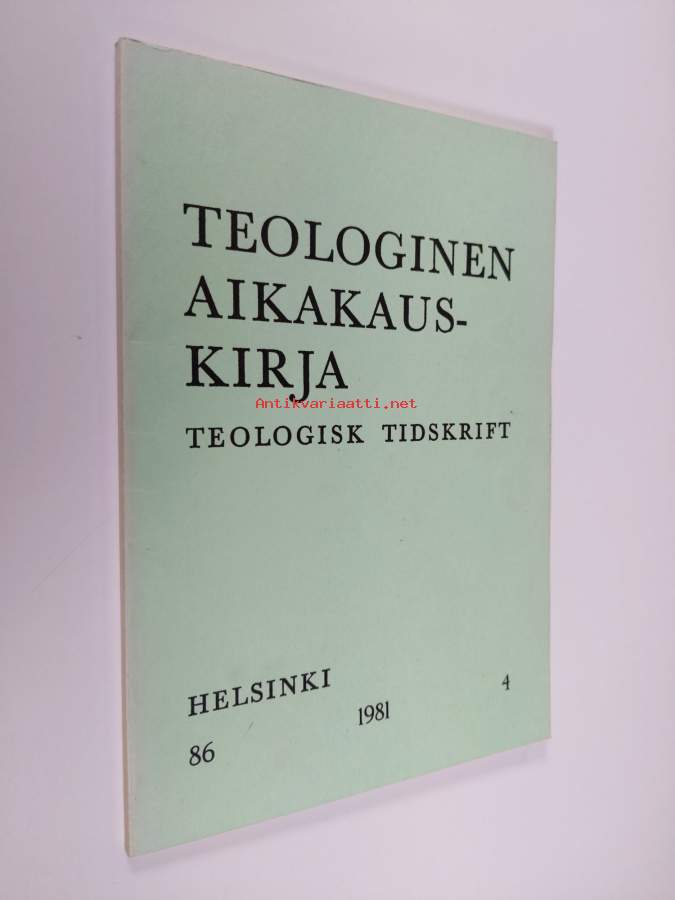 TEOLOGINEN
AIKAKAUS-
KIRJA
Antikvariaatti.net
TEOLOGISK TIDSKRIFT
HELSINKI
86 1981 4